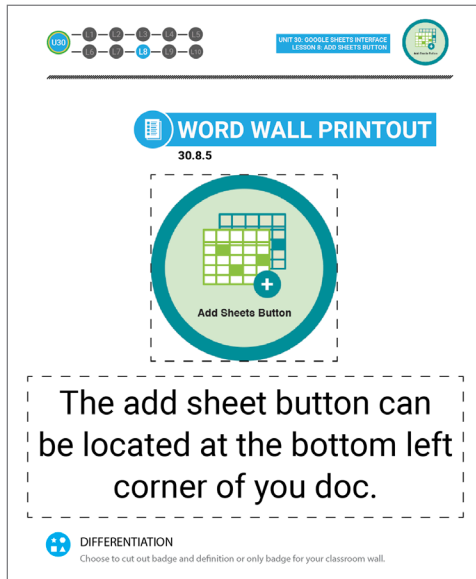 U30
L1
L2
L3
L4
L5
L6
L7
L8
L9
L10
UNIT 30: GOOGLE SHEETS INTERFACE
LESSON 8: ADD SHEETS BUTTON
Add Sheets Button
WORD WALL PRINTOUT
30.8.5
Add Sheets Button
The add sheet button can
be located at the bottom left
corner of you doc.
DIFFERENTIATION
Choose to cut out badge and definition or only badge for your classroom wall.